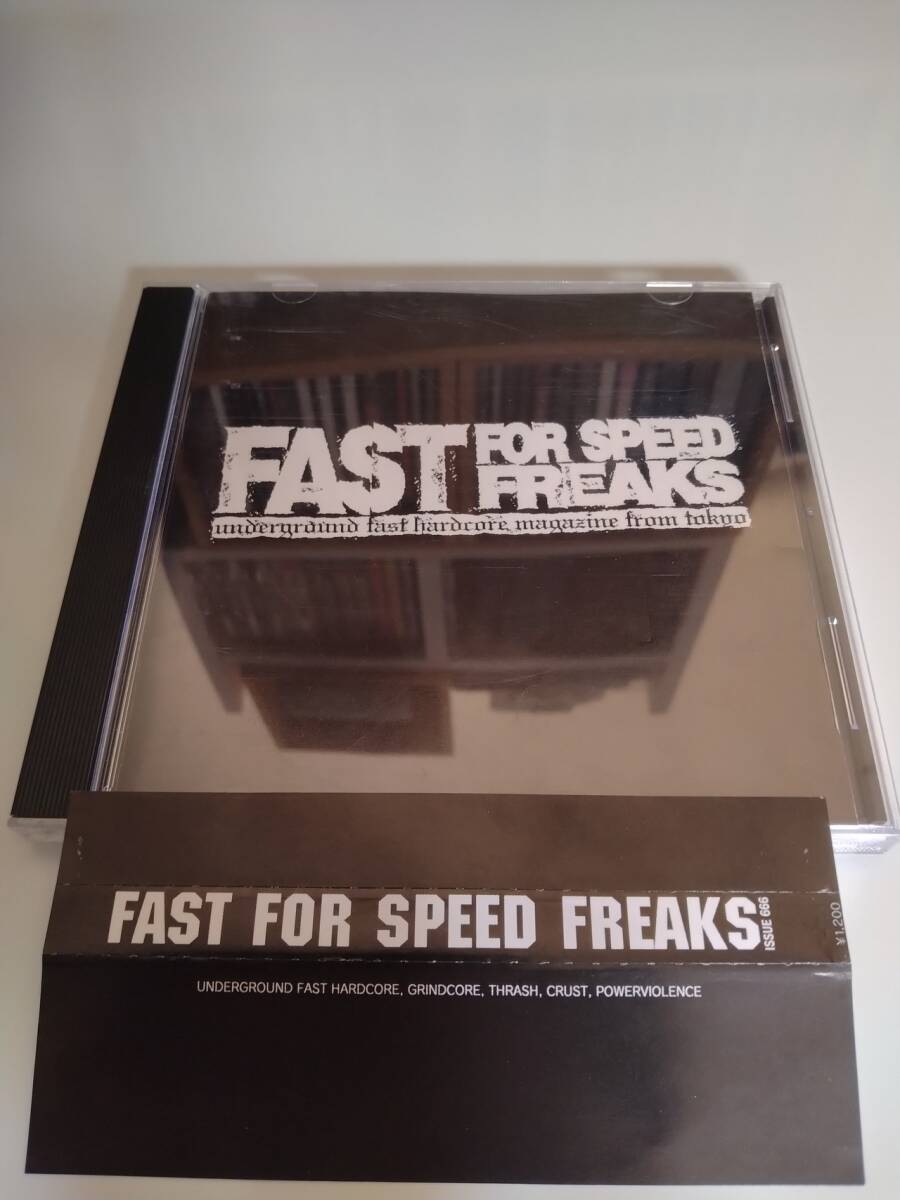 FAST FOR SPEED
FREAKS
underground fast hardcore magazine from tokyo
FAST FOR SPEED FREAKS
ISSUE 666
¥1,200
UNDERGROUND FAST HARDCORE, GRINDCORE, THRASH, CRUST, POWERVIOLENCE